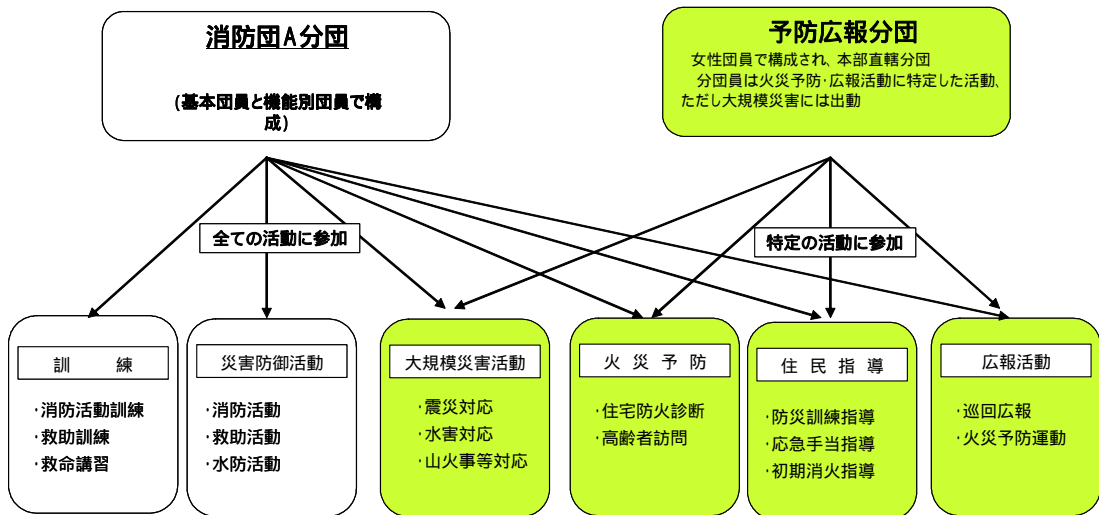 消防団A分団
(基本団員と機能別団員で構
成)
予防広報分団
女性団員で構成され、本部直轄分団
分団員は火災予防・広報活動に特定した活動、
ただし大規模災害には出動
全ての活動に参加
特定の活動に参加
訓　　練
・消防活動訓練
・救助訓練
・救命講習
災害防御活動
・消防活動
・救助活動
・水防活動
大規模災害活動
・震災対応
・水害対応
・山火事等対応
火 災 予 防
・住宅防火診断
・高齢者訪問
住 民 指 導
・防災訓練指導
・応急手当指導
・初期消火指導
広報活動
・巡回広報
・火災予防運動